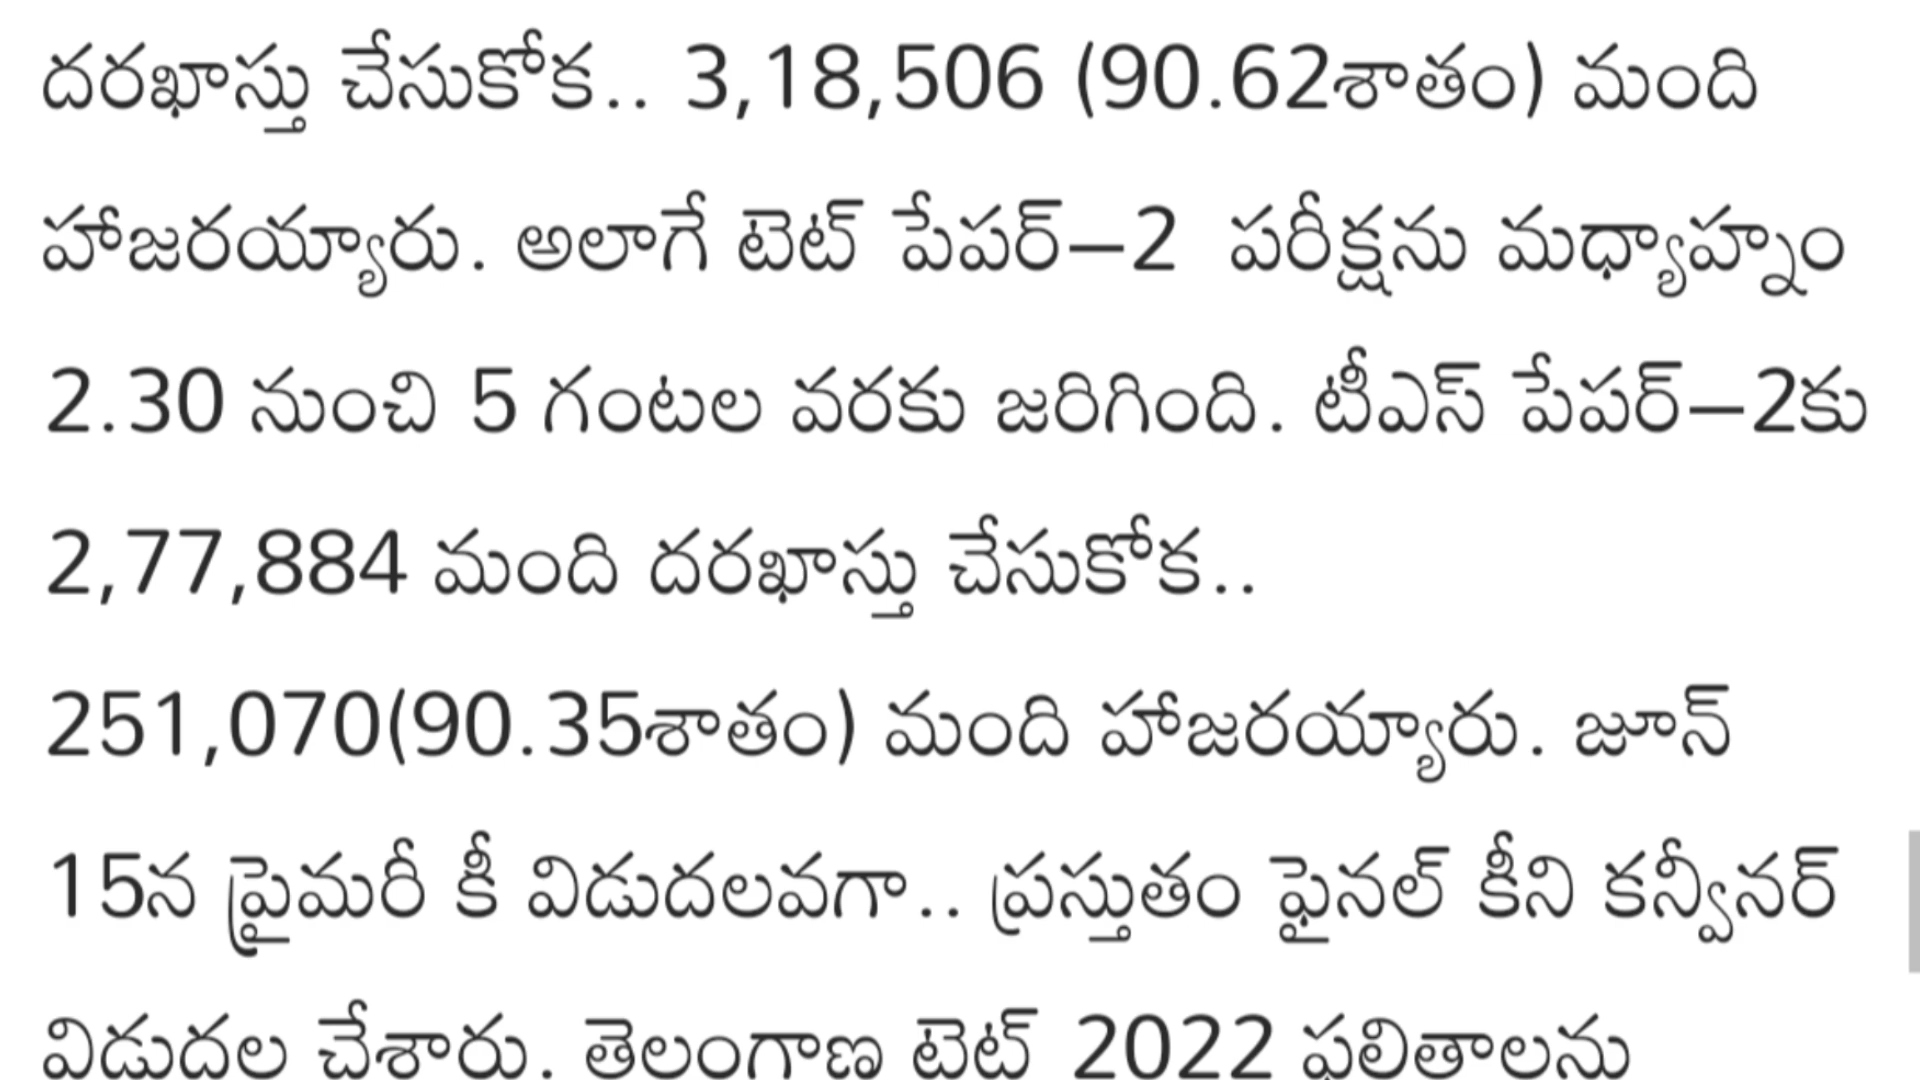 దరఖాస్తు చేసుకోక.. 3,18,506 (90.62శాతం) మంది
హాజరయ్యారు. అలాగే టెట్ పేపర్–2 పరీక్షను మధ్యాహ్నం
2.30 నుంచి 5 గంటల వరకు జరిగింది. టీఎస్ పేపర్–2కు
2,77,884 మంది దరఖాస్తు చేసుకోక..
251,070(90.35శాతం) మంది హాజరయ్యారు. జూన్
15న ప్రైమరీ కీ విడుదలవగా.. ప్రస్తుతం ఫైనల్ కీని కన్వీనర్
విడుదల చేశారు. తెలంగాణ టెట్ 2022 ఫలితాలను